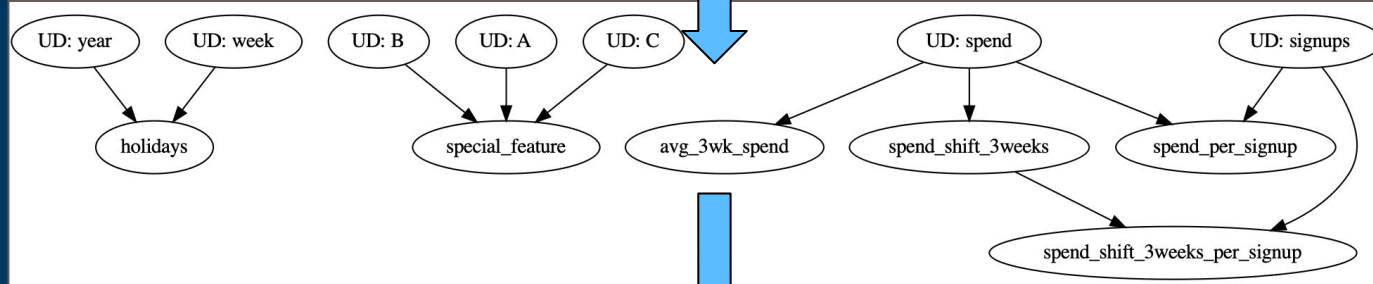 UD: year
UD: week
UD: B
UD: A
UD: C
UD: spend
UD: signups
holidays
special_feature
avg_3wk_spend
spend_shift_3weeks
spend_per_signup
spend_shift_3weeks_per_signup